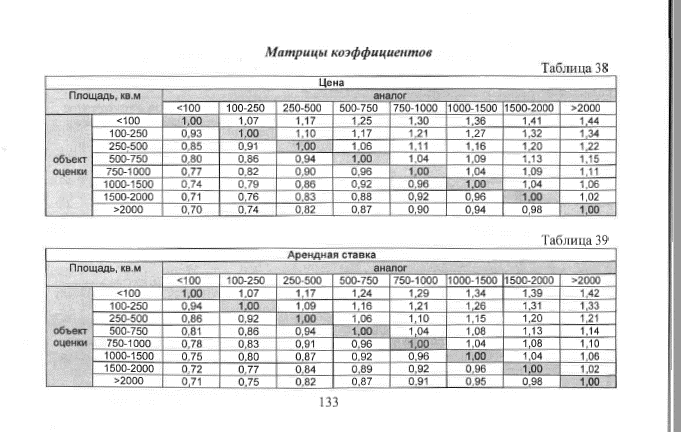 Матрицы коэффициентов
Таблица 38
Цена
Площадь, кв.м аналог
<100 100-250 250-500 500-750 750-1000 1000-1500 1500-2000 >2000
<100 1,00 1,07 1,17 1,25 1,30 1,36 1,41 1,44
100-250 0,93 1,00 1,10 1,17 1,21 1,27 1,32 1,34
250-500 0,85 0,91 1,00 1,06 1,11 1,16 1,20 1,22
объект оценки 500-750 0,80 0,86 0,94 1,00 1,04 1,09 1,13 1,15
750-1000 0,77 0,82 0,90 0,96 1,00 1,04 1,09 1,11
1000-1500 0,74 0,79 0,86 0,92 0,96 1,00 1,04 1,06
1500-2000 0,71 0,76 0,83 0,88 0,92 0,96 1,00 1,02
>2000 0,70 0,74 0,82 0,87 0,90 0,94 0,98 1,00
Таблица 39
Арендная ставка
Площадь, кв.м аналог
<100 100-250 250-500 500-750 750-1000 1000-1500 1500-2000 >2000
<100 1,00 1,07 1,17 1,24 1,29 1,34 1,39 1,42
100-250 0,94 1,00 1,09 1,16 1,21 1,26 1,31 1,33
250-500 0,86 0,92 1,00 1,06 1,10 1,15 1,20 1,21
объект оценки 500-750 0,81 0,86 0,94 1,00 1,04 1,08 1,13 1,14
750-1000 0,78 0,83 0,91 0,96 1,00 1,04 1,08 1,10
1000-1500 0,75 0,80 0,87 0,92 0,96 1,00 1,04 1,06
1500-2000 0,72 0,77 0,84 0,89 0,92 0,96 1,00 1,02
>2000 0,71 0,75 0,82 0,87 0,91 0,95 0,98 1,00
133